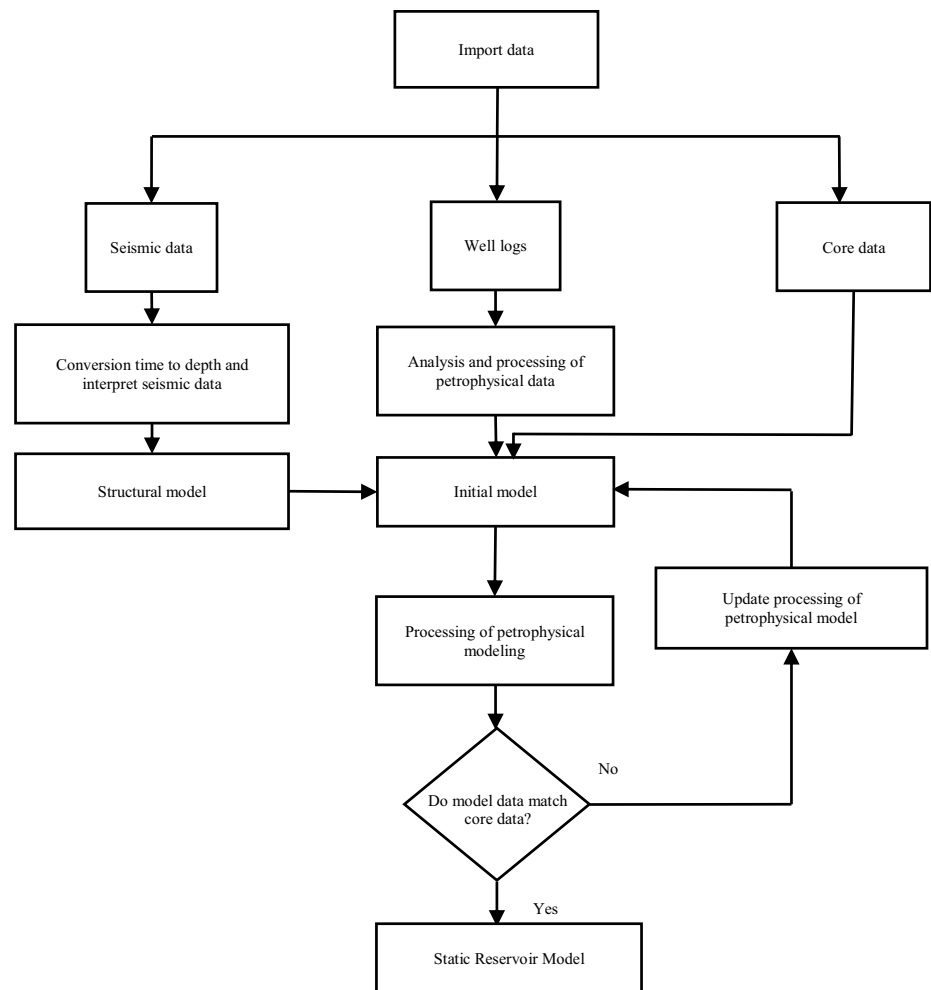 Import data
Seismic data
Well logs
Core data
Conversion time to depth and
interpret seismic data
Analysis and processing of
petrophysical data
Structural model
Initial model
Update processing of
petrophysical model
Processing of petrophysical
modeling
No
Do model data match
core data?
Yes
Static Reservoir Model